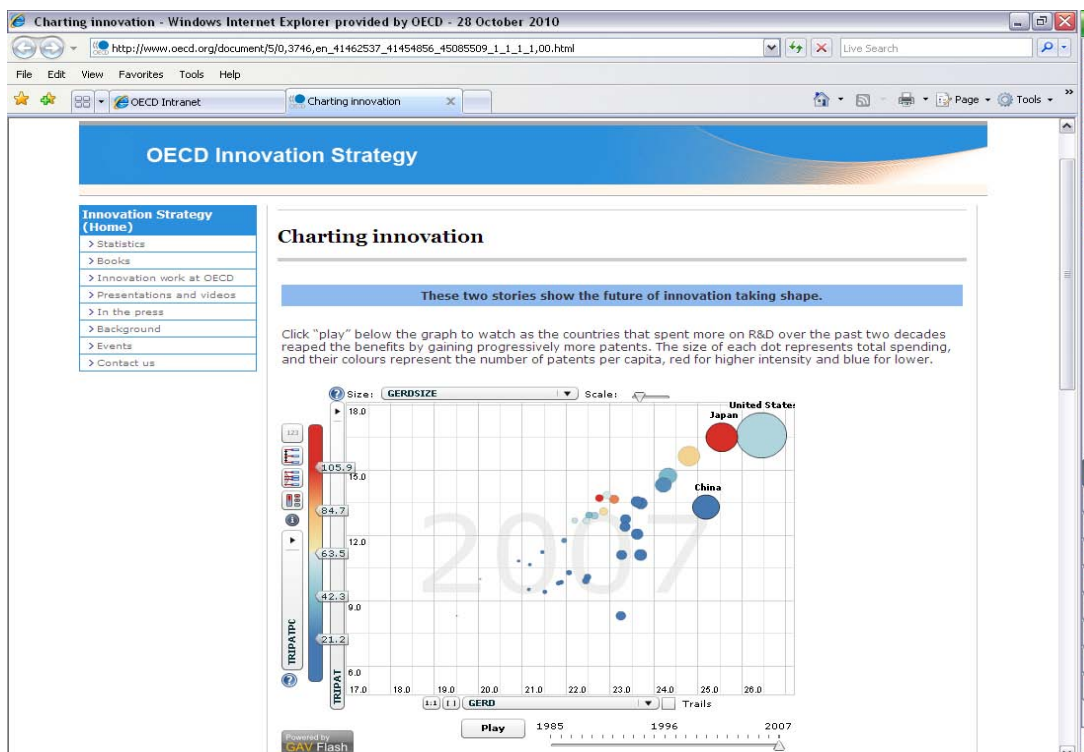 Charting innovation - Windows Internet Explorer provided by OECD - 28 October 2010
http://www.oecd.org/document/5/0,3746,en_41462537_41454856_45085509_1_1_1_1,00.html
Live Search
File Edit View Favorites Tools Help
OECD Intranet
Charting innovation
Page
Tools
OECD Innovation Strategy
Innovation Strategy
(Home)
> Statistics
> Books
> Innovation work at OECD
> Presentations and videos
> In the press
> Background
> Events
> Contact us
Charting innovation
These two stories show the future of innovation taking shape.
Click "play" below the graph to watch as the countries that spent more on R&D over the past two decades
reaped the benefits by gaining progressively more patents. The size of each dot represents total spending,
and their colours represent the number of patents per capita, red for higher intensity and blue for lower.
Size: GERDSIZE Scale:
123
105.9
84.7
63.5
42.3
21.2
TRIPATPC
18.0
15.0
12.0
9.0
6.0
TRIPAT
2007
United States
Japan
China
17.0 18.0 19.0 20.0 21.0 22.0 23.0 24.0 25.0 26.0
1:1 [ ] GERD Trails
Play 1985 1996 2007
Powered by
GAV Flash